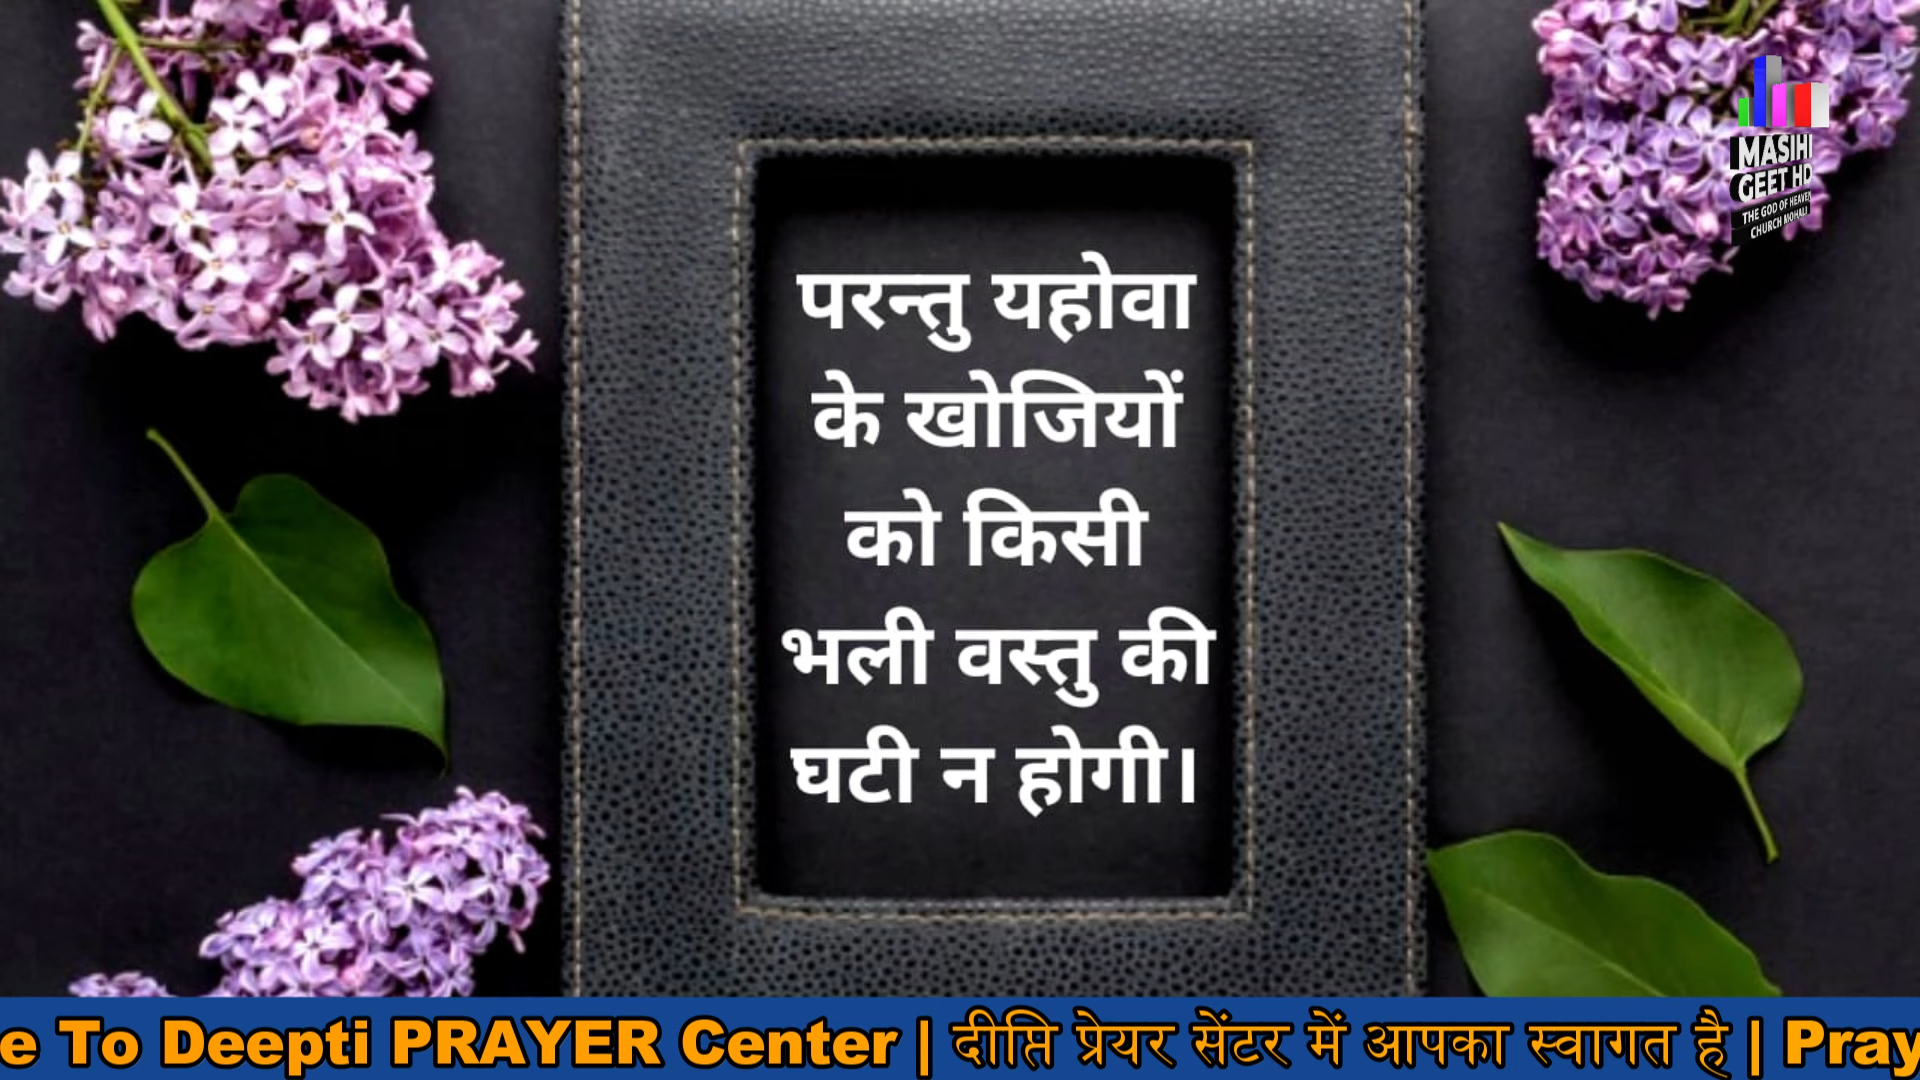 MASIHI
GEET HD
THE GOD OF HEAVEN
CHURCH MOHALI
परन्तु यहोवा
के खोजियों
को किसी
भली वस्तु की
घटी न होगी।
e To Deepti PRAYER Center | दीप्ति प्रेयर सेंटर में आपका स्वागत है | Pray